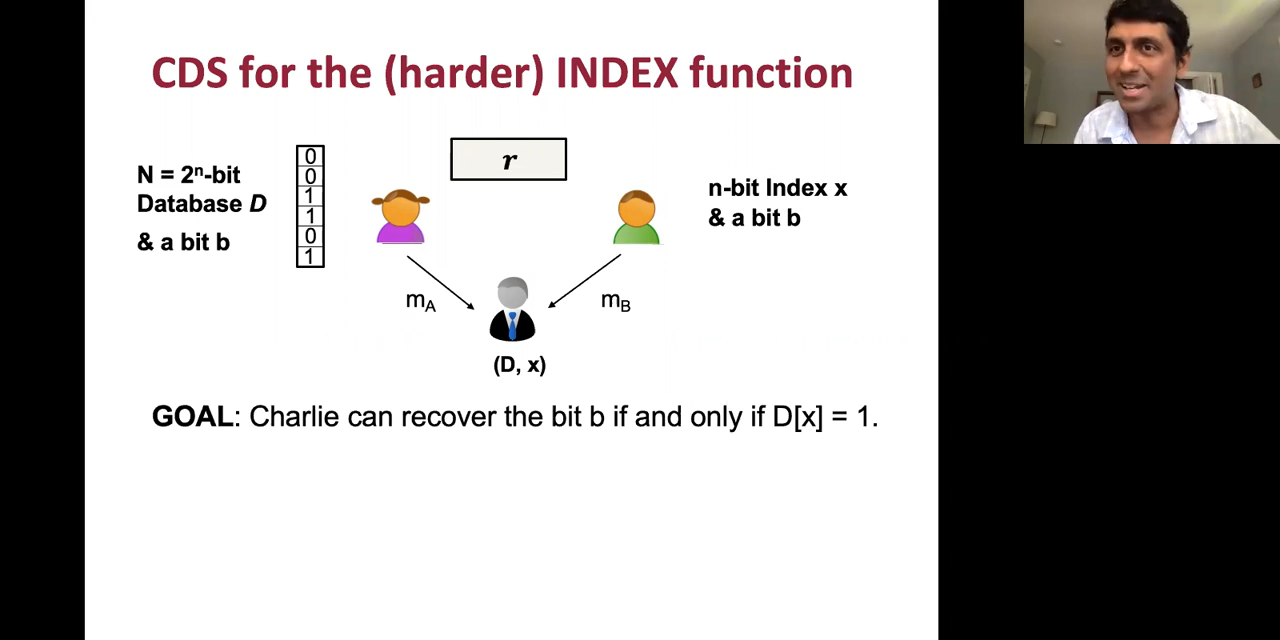 CDS for the (harder) INDEX function
N = 2ⁿ-bit
Database D
& a bit b
0
0
1
1
0
1
r
n-bit Index x
& a bit b
mA
mB
(D, x)
GOAL: Charlie can recover the bit b if and only if D[x] = 1.